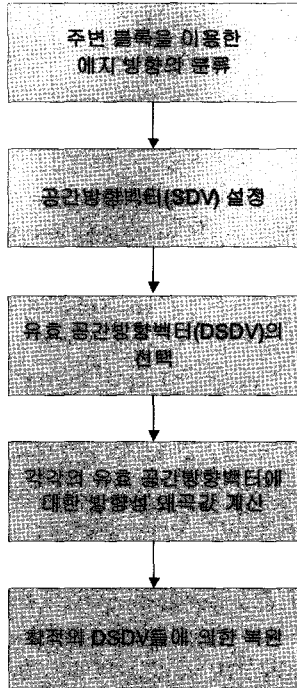 주변 블록을 이용한
에지 방향의 분류
공간방향벡터(SDV) 설정
유효 공간방향벡터(DSDV)의
선택
각각의 유효 공간방향벡터에
대한 방향성 왜곡값 계산
최적의 DSDV들에 의한 복원